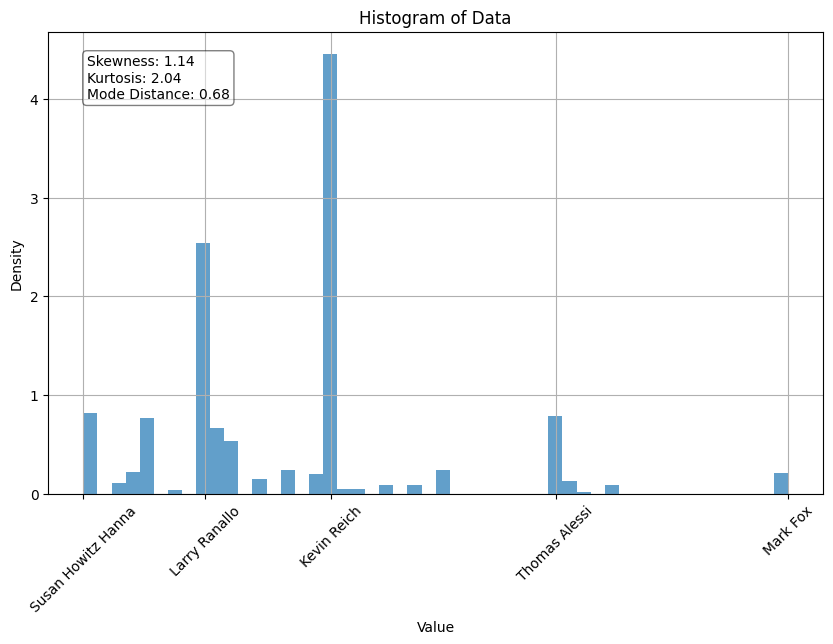 Histogram of Data
Skewness: 1.14
Kurtosis: 2.04
Mode Distance: 0.68
Density
4
3
2
1
0
Susan Howitz Hanna
Larry Ranallo
Kevin Reich
Thomas Alessi
Mark Fox
Value